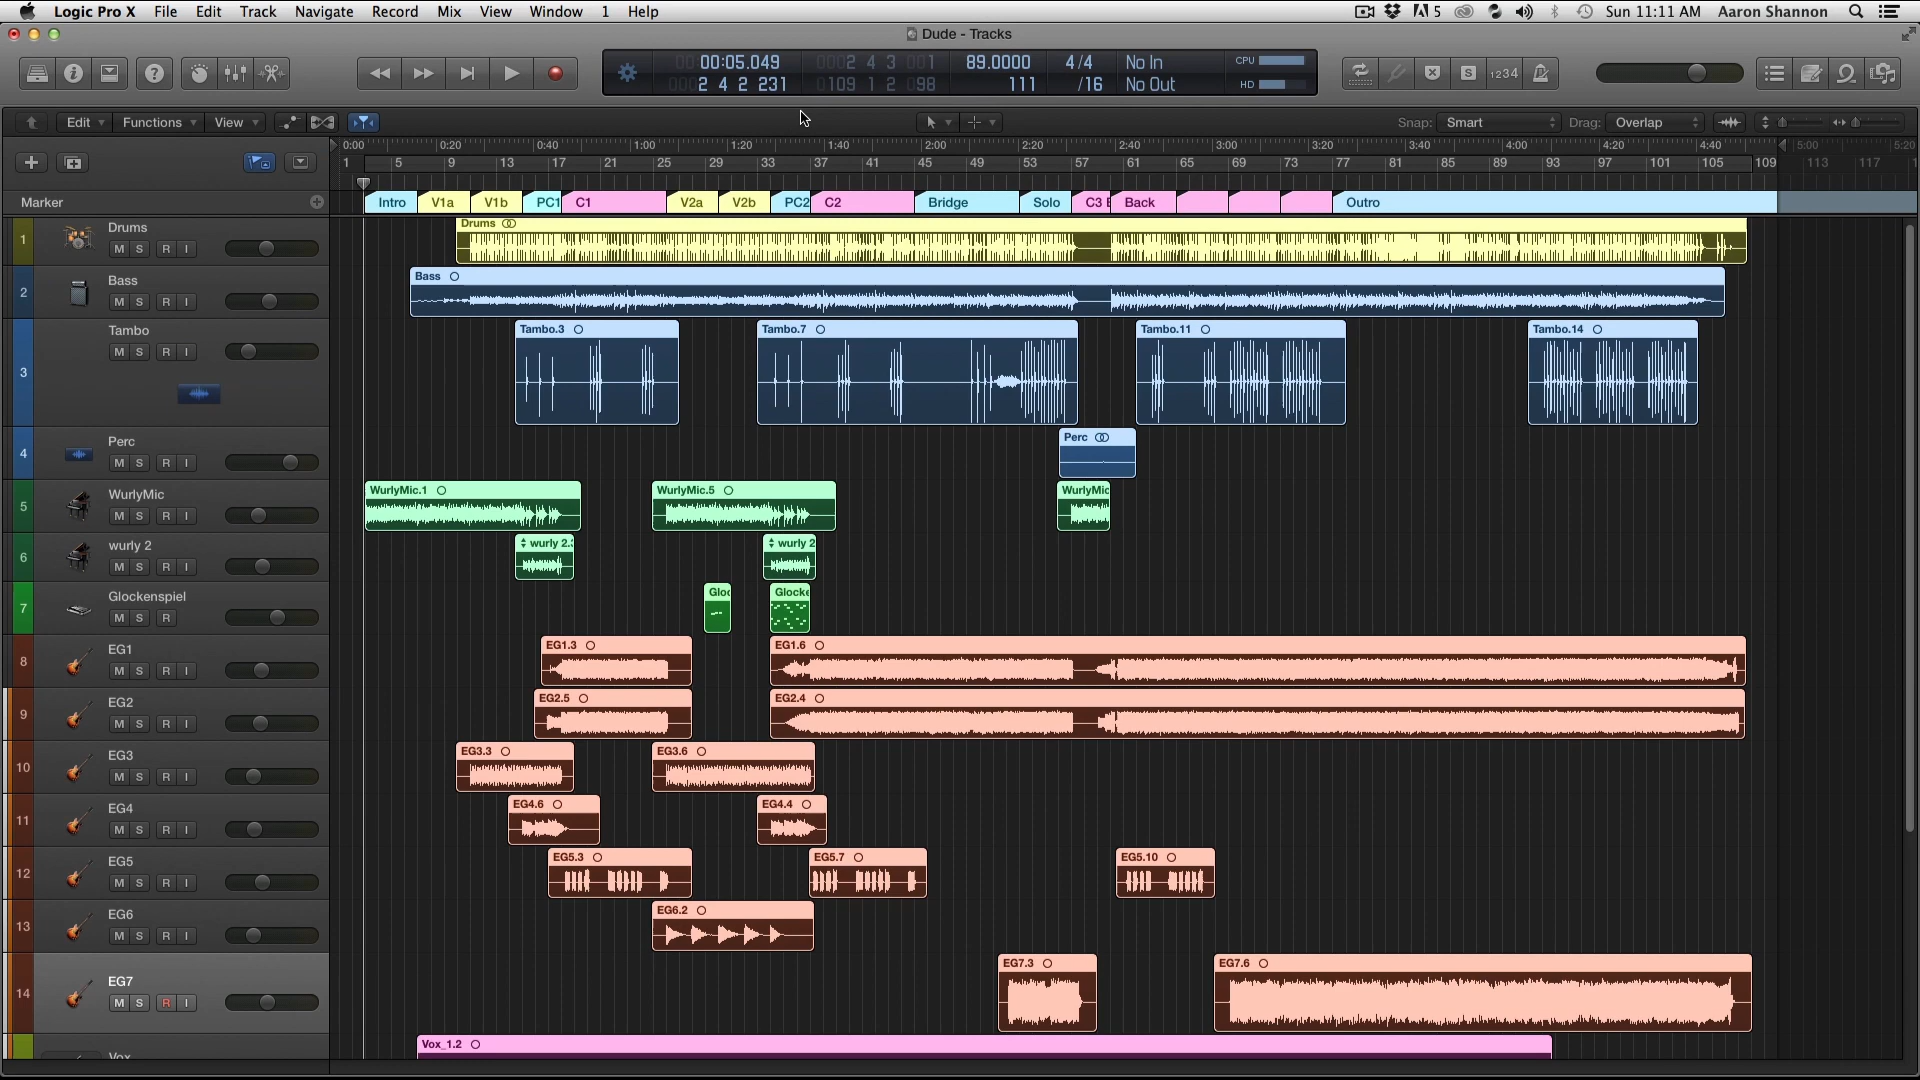 Logic Pro X File Edit Track Navigate Record Mix View Window 1 Help 5 Sun 11:11 AM Aaron Shannon
Dude - Tracks
00:05.049 2 4 3 001 89.0000 4/4 No In CPU
2 4 2 231 0109 1 2 098 111 /16 No Out HD
1234
Edit Functions View Snap: Smart Drag: Overlap
0:00 0:20 0:40 1:00 1:20 1:40 2:00 2:20 2:40 3:00 3:20 3:40 4:00 4:20 4:40 5:00 5:20
1 5 9 13 17 21 25 29 33 37 41 45 49 53 57 61 65 69 73 77 81 85 89 93 97 101 105 109 113 117
Marker Intro V1a V1b PC1 C1 V2a V2b PC2 C2 Bridge Solo C3 Back Outro
1 Drums Drums
M S R I
Bass Bass
2 M S R I
Tambo Tambo.3 Tambo.7 Tambo.11 Tambo.14
M S R I
3
Perc Perc
4 M S R I
WurlyMic WurlyMic.1 WurlyMic.5 WurlyMic
5 M S R I
wurly 2 wurly 2. wurly 2
6 M S R I
Glockenspiel Gloc Glocke
7 M S R
EG1 EG1.3 EG1.6
8 M S R I
EG2 EG2.5 EG2.4
9 M S R I
EG3 EG3.3 EG3.6
10 M S R I
EG4 EG4.6 EG4.4
11 M S R I
EG5 EG5.3 EG5.7 EG5.10
12 M S R I
EG6 EG6.2
13 M S R I
EG7 EG7.3 EG7.6
14 M S R I
Vox Vox_1.2